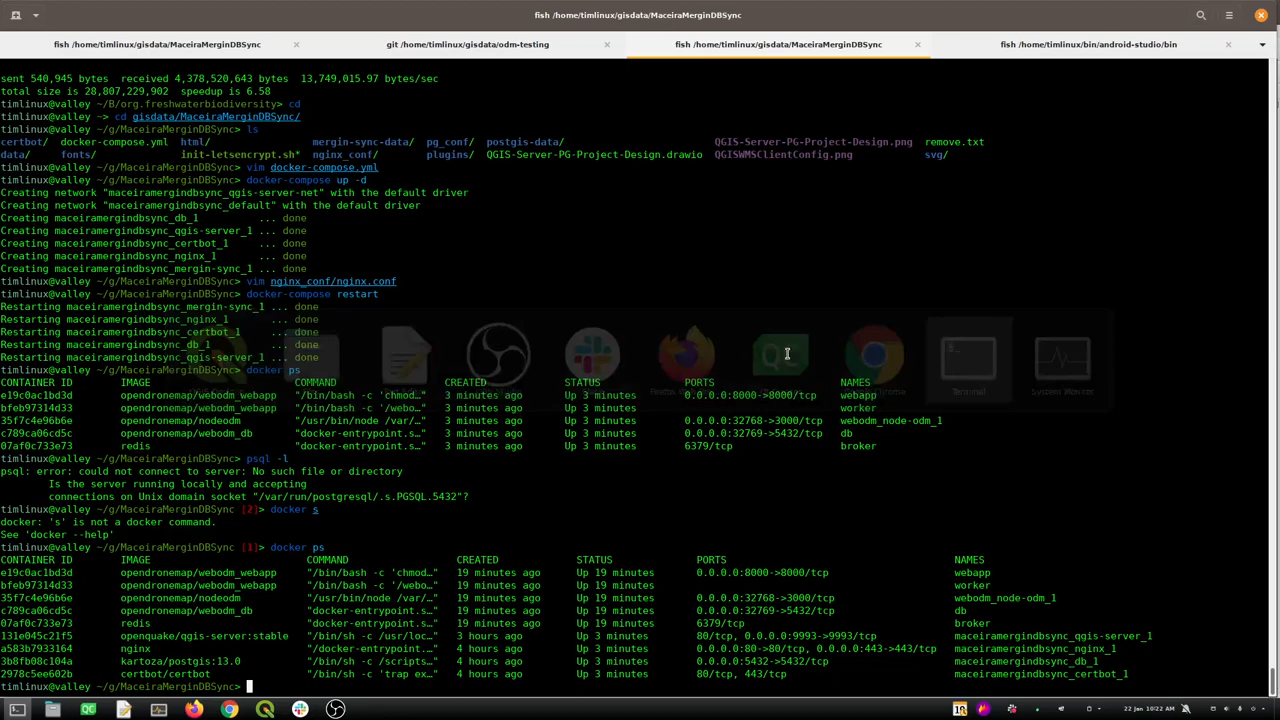 fish /home/timlinux/gisdata/MaceiraMerginDBSync
fish /home/timlinux/gisdata/MaceiraMerginDBSync
git /home/timlinux/gisdata/odm-testing
fish /home/timlinux/gisdata/MaceiraMerginDBSync
fish /home/timlinux/bin/android-studio/bin
sent 540,945 bytes  received 4,378,520,643 bytes  13,749,015.97 bytes/sec
total size is 28,807,229,902  speedup is 6.58
timlinux@valley ~/B/org.freshwaterbiodiversity> cd
timlinux@valley ~> cd gisdata/MaceiraMerginDBSync/
timlinux@valley ~/g/MaceiraMerginDBSync> ls
certbot/  docker-compose.yml  html/  mergin-sync-data/  pg_conf/  postgis-data/  QGIS-Server-PG-Project-Design.png  remove.txt
data/  fonts/  init-letsencrypt.sh*  nginx_conf/  plugins/  QGIS-Server-PG-Project-Design.drawio  QGISWMSClientConfig.png  svg/
timlinux@valley ~/g/MaceiraMerginDBSync> vim docker-compose.yml
timlinux@valley ~/g/MaceiraMerginDBSync> docker-compose up -d
Creating network "maceiramergindbsync_qgis-server-net" with the default driver
Creating network "maceiramergindbsync_default" with the default driver
Creating maceiramergindbsync_db_1 ... done
Creating maceiramergindbsync_qgis-server_1 ... done
Creating maceiramergindbsync_certbot_1 ... done
Creating maceiramergindbsync_nginx_1 ... done
Creating maceiramergindbsync_mergin-sync_1 ... done
timlinux@valley ~/g/MaceiraMerginDBSync> vim nginx_conf/nginx.conf
timlinux@valley ~/g/MaceiraMerginDBSync> docker-compose restart
Restarting maceiramergindbsync_mergin-sync_1 ... done
Restarting maceiramergindbsync_nginx_1 ... done
Restarting maceiramergindbsync_certbot_1 ... done
Restarting maceiramergindbsync_db_1 ... done
Restarting maceiramergindbsync_qgis-server_1 ... done
timlinux@valley ~/g/MaceiraMerginDBSync> docker ps
CONTAINER ID  IMAGE  COMMAND  CREATED  STATUS  PORTS  NAMES
e19c0ac1bd3d  opendronemap/webodm_webapp  "/bin/bash -c 'chmod…"  3 minutes ago  Up 3 minutes  0.0.0.0:8000->8000/tcp  webapp
bfeb97314d33  opendronemap/webodm_webapp  "/bin/bash -c '/webo…"  3 minutes ago  Up 3 minutes  worker
35f7c4e96b6e  opendronemap/nodeodm  "/usr/bin/node /var/…"  3 minutes ago  Up 3 minutes  0.0.0.0:32768->3000/tcp  webodm_node-odm_1
c789ca06cd5c  opendronemap/webodm_db  "docker-entrypoint.s…"  3 minutes ago  Up 3 minutes  0.0.0.0:32769->5432/tcp  db
07af0c733e73  redis  "docker-entrypoint.s…"  3 minutes ago  Up 3 minutes  6379/tcp  broker
timlinux@valley ~/g/MaceiraMerginDBSync> psql -l
psql: error: could not connect to server: No such file or directory
Is the server running locally and accepting
connections on Unix domain socket "/var/run/postgresql/.s.PGSQL.5432"?
timlinux@valley ~/g/MaceiraMerginDBSync [2]> docker s
docker: 's' is not a docker command.
See 'docker --help'
timlinux@valley ~/g/MaceiraMerginDBSync [1]> docker ps
CONTAINER ID  IMAGE  COMMAND  CREATED  STATUS  PORTS  NAMES
e19c0ac1bd3d  opendronemap/webodm_webapp  "/bin/bash -c 'chmod…"  19 minutes ago  Up 19 minutes  0.0.0.0:8000->8000/tcp  webapp
bfeb97314d33  opendronemap/webodm_webapp  "/bin/bash -c '/webo…"  19 minutes ago  Up 19 minutes  worker
35f7c4e96b6e  opendronemap/nodeodm  "/usr/bin/node /var/…"  19 minutes ago  Up 19 minutes  0.0.0.0:32768->3000/tcp  webodm_node-odm_1
c789ca06cd5c  opendronemap/webodm_db  "docker-entrypoint.s…"  19 minutes ago  Up 19 minutes  0.0.0.0:32769->5432/tcp  db
07af0c733e73  redis  "docker-entrypoint.s…"  19 minutes ago  Up 19 minutes  6379/tcp  broker
131e045c21f5  openquake/qgis-server:stable  "/bin/sh -c /usr/loc…"  3 hours ago  Up 3 minutes  80/tcp, 0.0.0.0:9993->9993/tcp  maceiramergindbsync_qgis-server_1
a583b7933164  nginx  "/docker-entrypoint.…"  4 hours ago  Up 3 minutes  0.0.0.0:80->80/tcp, 0.0.0.0:443->443/tcp  maceiramergindbsync_nginx_1
3b8fb08c104a  kartoza/postgis:13.0  "/bin/sh -c /scripts…"  4 hours ago  Up 3 minutes  0.0.0.0:5432->5432/tcp  maceiramergindbsync_db_1
2978c5ee602b  certbot/certbot  "/bin/sh -c 'trap ex…"  4 hours ago  Up 3 minutes  80/tcp, 443/tcp  maceiramergindbsync_certbot_1
timlinux@valley ~/g/MaceiraMerginDBSync>
Terminal
System Monitor
22 Jan 10:22 AM